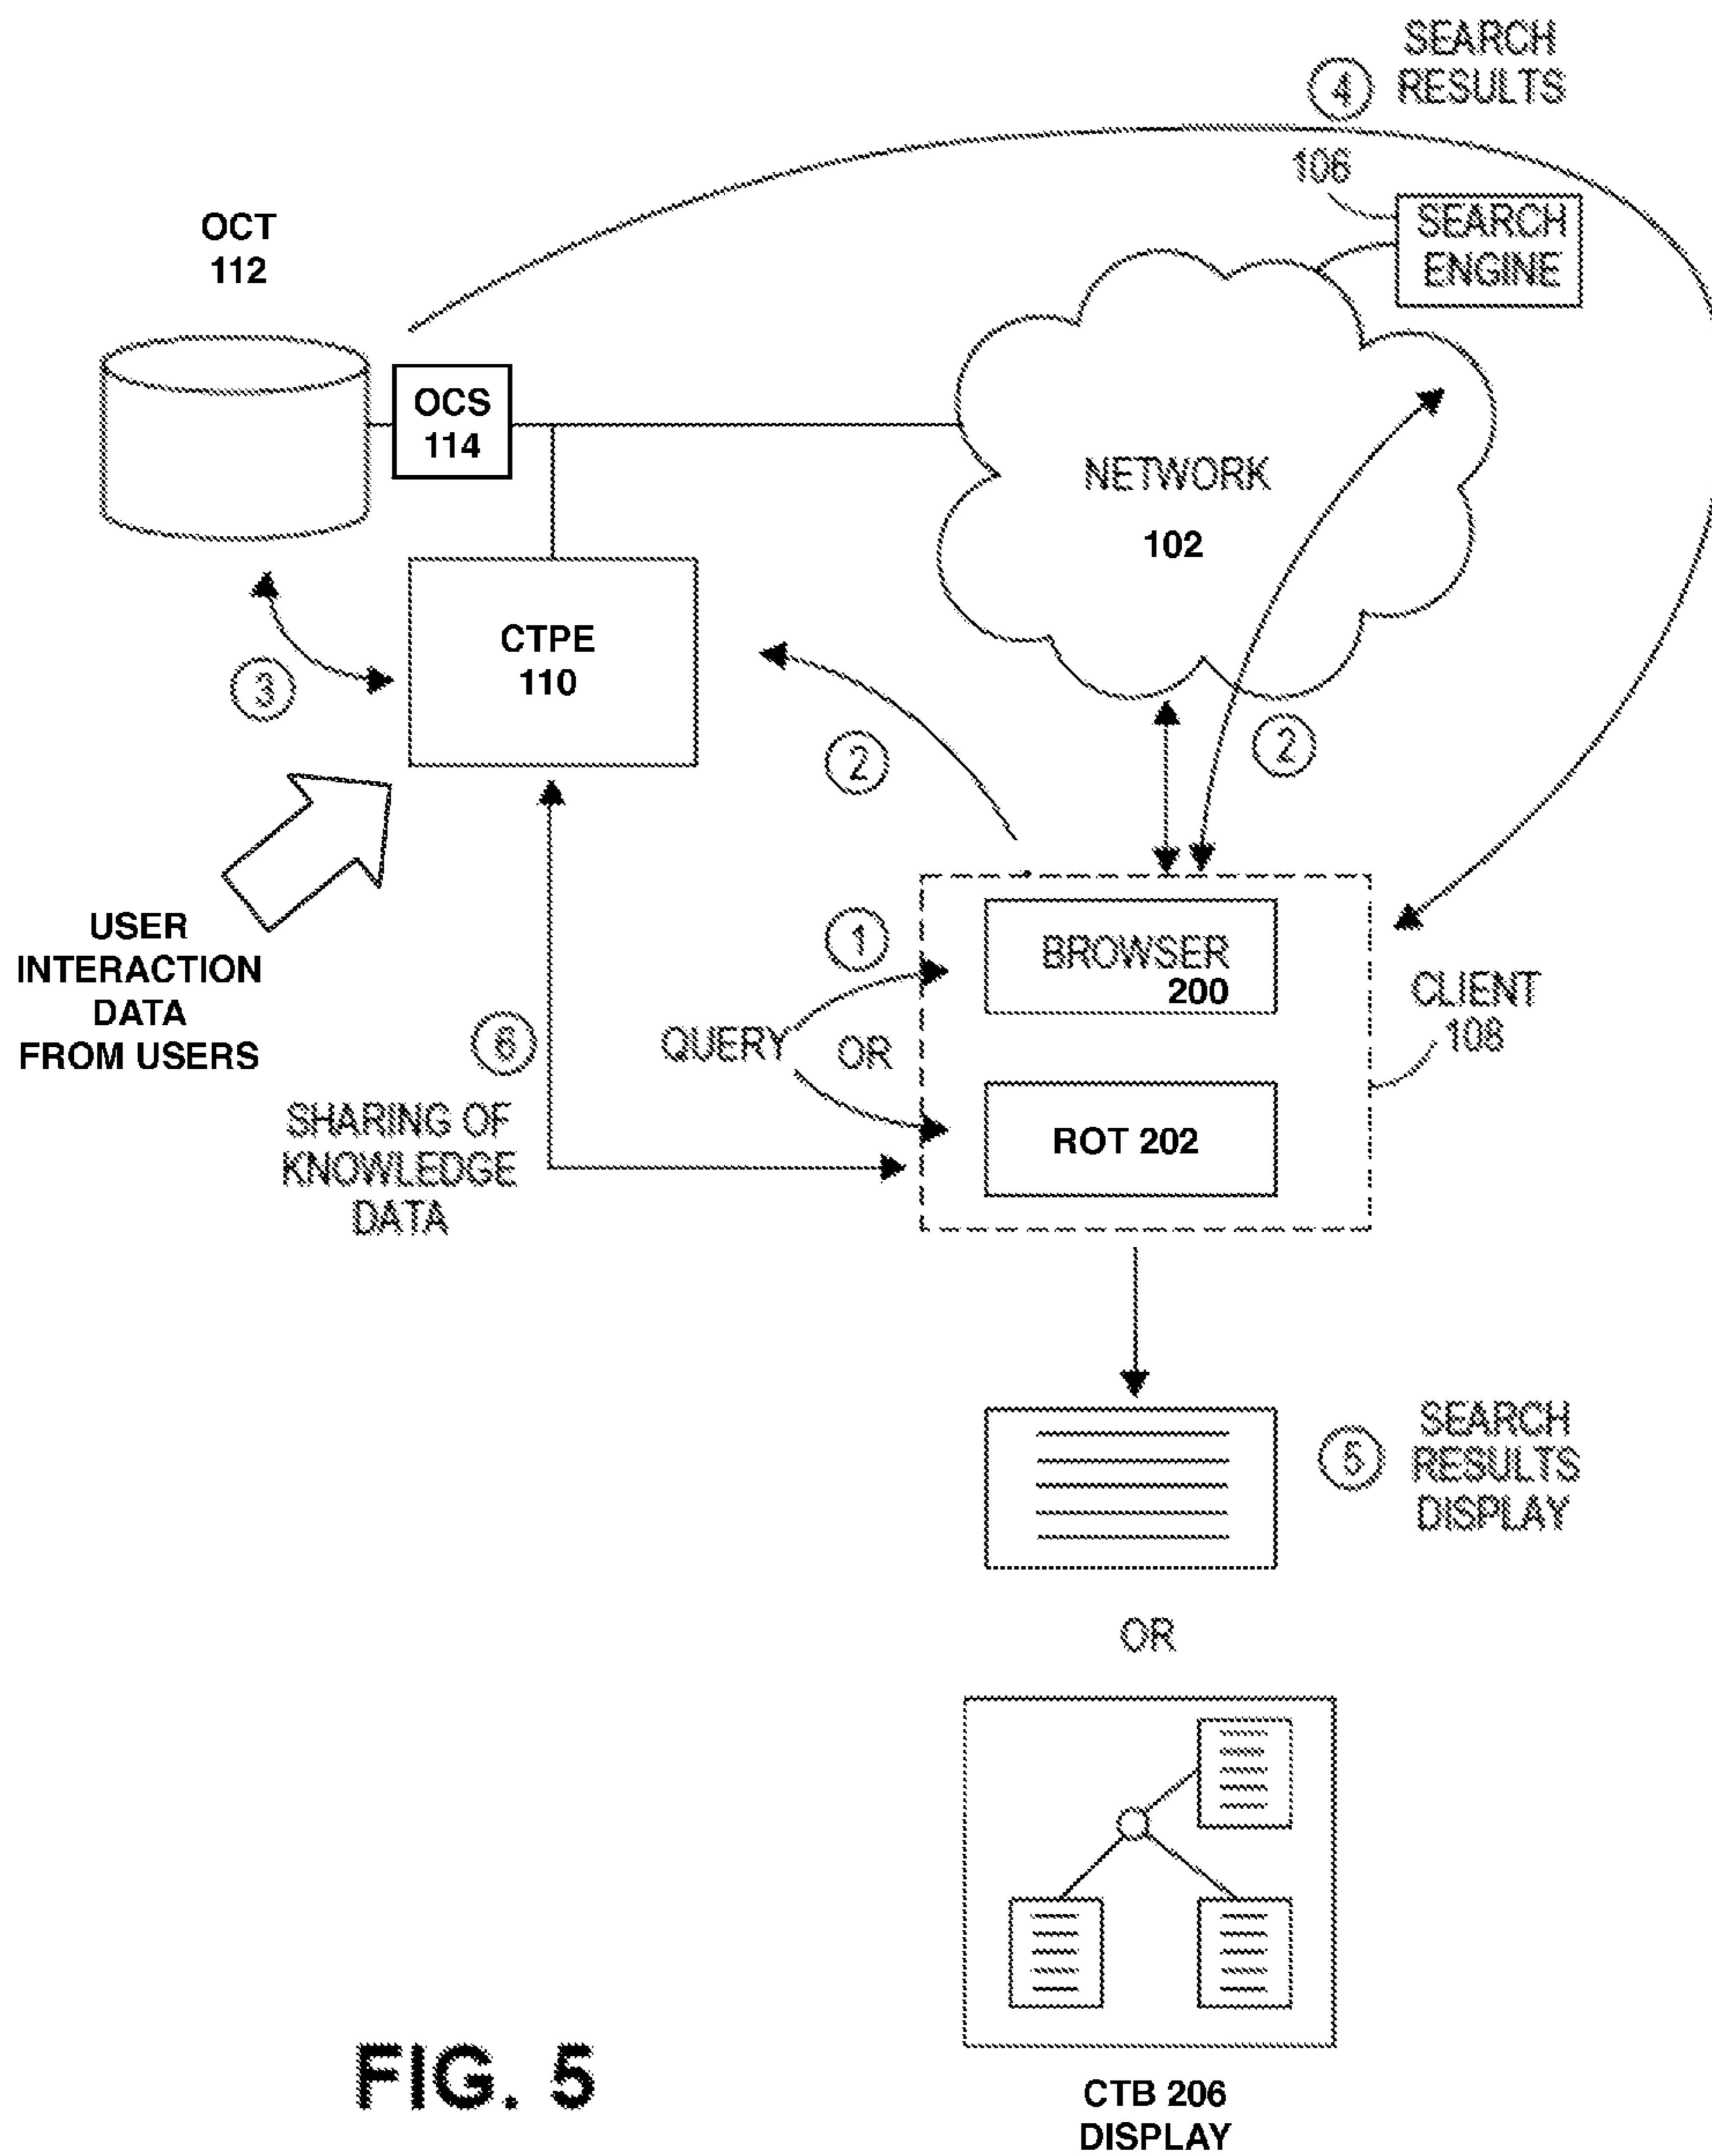 SEARCH
④ RESULTS
106
SEARCH
ENGINE
OCT
112
OCS
114
NETWORK
102
CTPE
110
③
②
②
USER
INTERACTION
DATA
FROM USERS
①
BROWSER
200
CLIENT
108
⑥
QUERY OR
SHARING OF
KNOWLEDGE
DATA
ROT 202
⑤
SEARCH
RESULTS
DISPLAY
OR
FIG. 5
CTB 206
DISPLAY